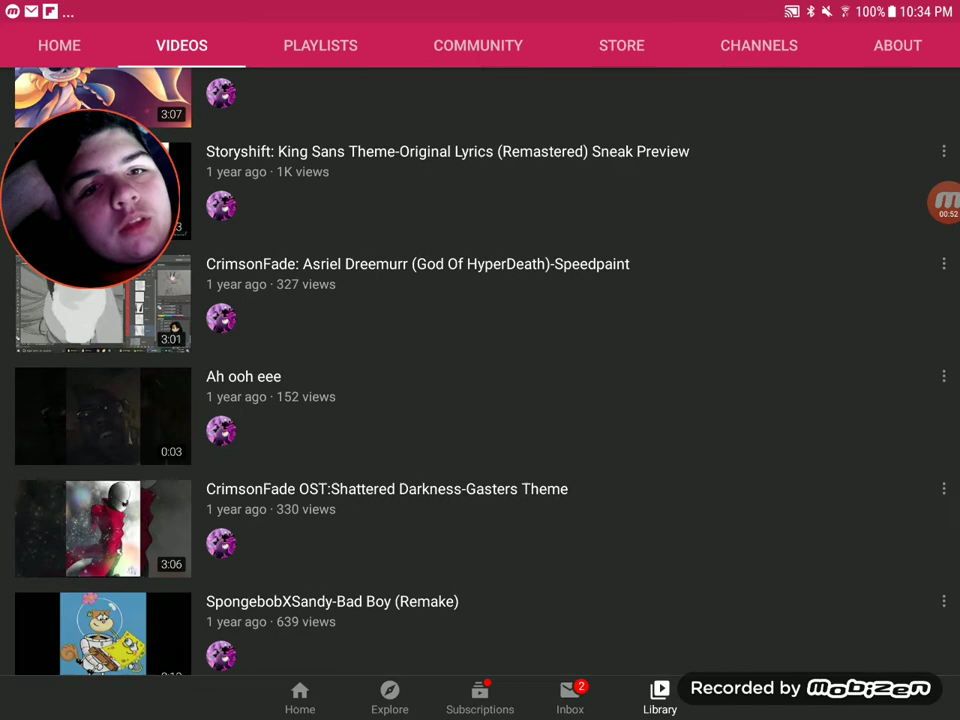 ... 100% 10:34 PM
HOME VIDEOS PLAYLISTS COMMUNITY STORE CHANNELS ABOUT
3:07
Storyshift: King Sans Theme-Original Lyrics (Remastered) Sneak Preview
1 year ago · 1K views
00:52
CrimsonFade: Asriel Dreemurr (God Of HyperDeath)-Speedpaint
1 year ago · 327 views
3:01
Ah ooh eee
1 year ago · 152 views
0:03
CrimsonFade OST:Shattered Darkness-Gasters Theme
1 year ago · 330 views
3:06
SpongebobXSandy-Bad Boy (Remake)
1 year ago · 639 views
2
Home Explore Subscriptions Inbox Library
Recorded by mobizen